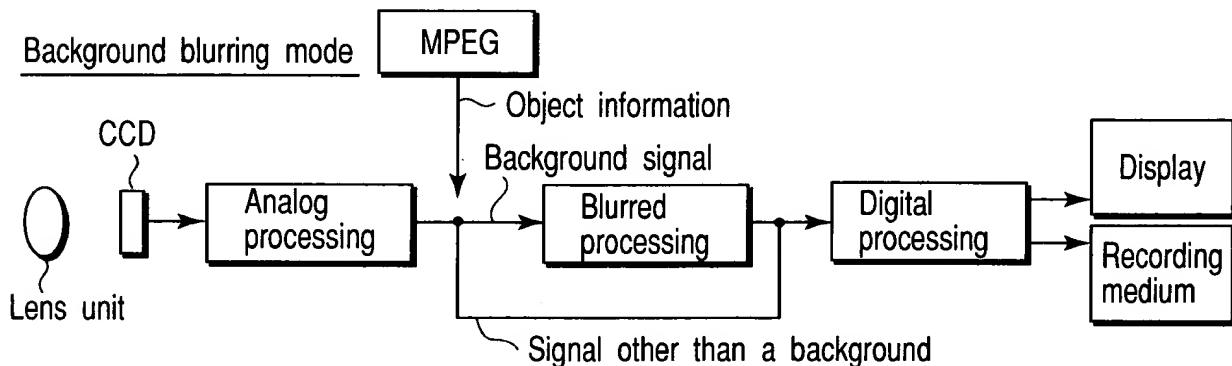 Background blurring mode
MPEG
Object information
CCD
Background signal
Lens unit
Analog
processing
Blurred
processing
Digital
processing
Display
Recording
medium
Signal other than a background